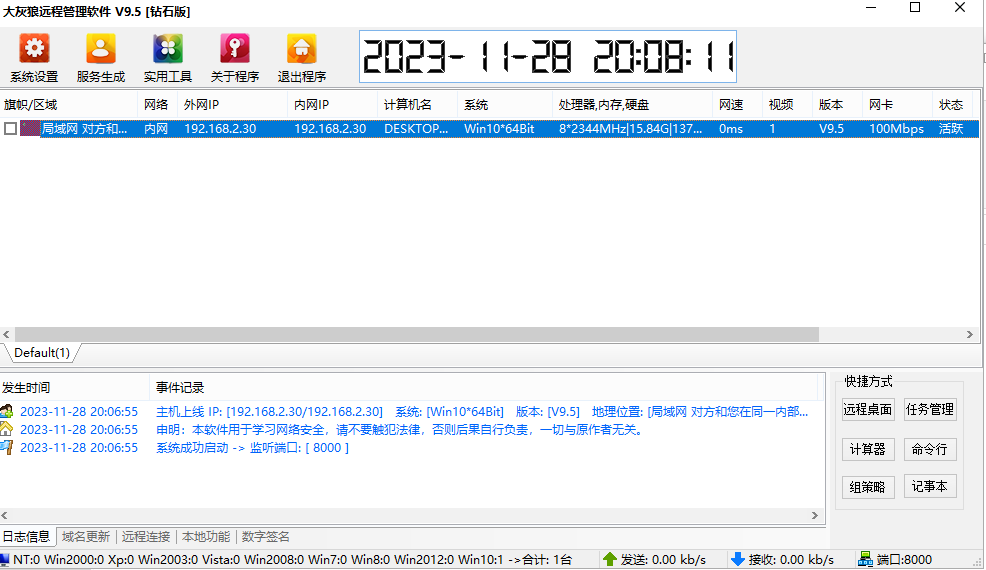 大灰狼远程管理软件 V9.5 [钻石版]
系统设置 服务生成 实用工具 关于程序 退出程序
2023-11-28 20:08:11
旗帜/区域 网络 外网IP 内网IP 计算机名 系统 处理器,内存,硬盘 网速 视频 版本 网卡 状态
局域网 对方和... 内网 192.168.2.30 192.168.2.30 DESKTOP... Win10*64Bit 8*2344MHz|15.84G|137... 0ms 1 V9.5 100Mbps 活跃
Default(1)
发生时间 事件记录
2023-11-28 20:06:55 主机上线 IP: [192.168.2.30/192.168.2.30] 系统: [Win10*64Bit] 版本: [V9.5] 地理位置: [局域网 对方和您在同一内部...
2023-11-28 20:06:55 申明：本软件用于学习网络安全，请不要触犯法律，否则后果自行负责，一切与原作者无关。
2023-11-28 20:06:55 系统成功启动 -> 监听端口: [ 8000 ]
快捷方式
远程桌面 任务管理
计算器 命令行
组策略 记事本
日志信息 域名更新 远程连接 本地功能 数字签名
NT:0 Win2000:0 Xp:0 Win2003:0 Vista:0 Win2008:0 Win7:0 Win8:0 Win2012:0 Win10:1 ->合计: 1台 发送: 0.00 kb/s 接收: 0.00 kb/s 端口:8000